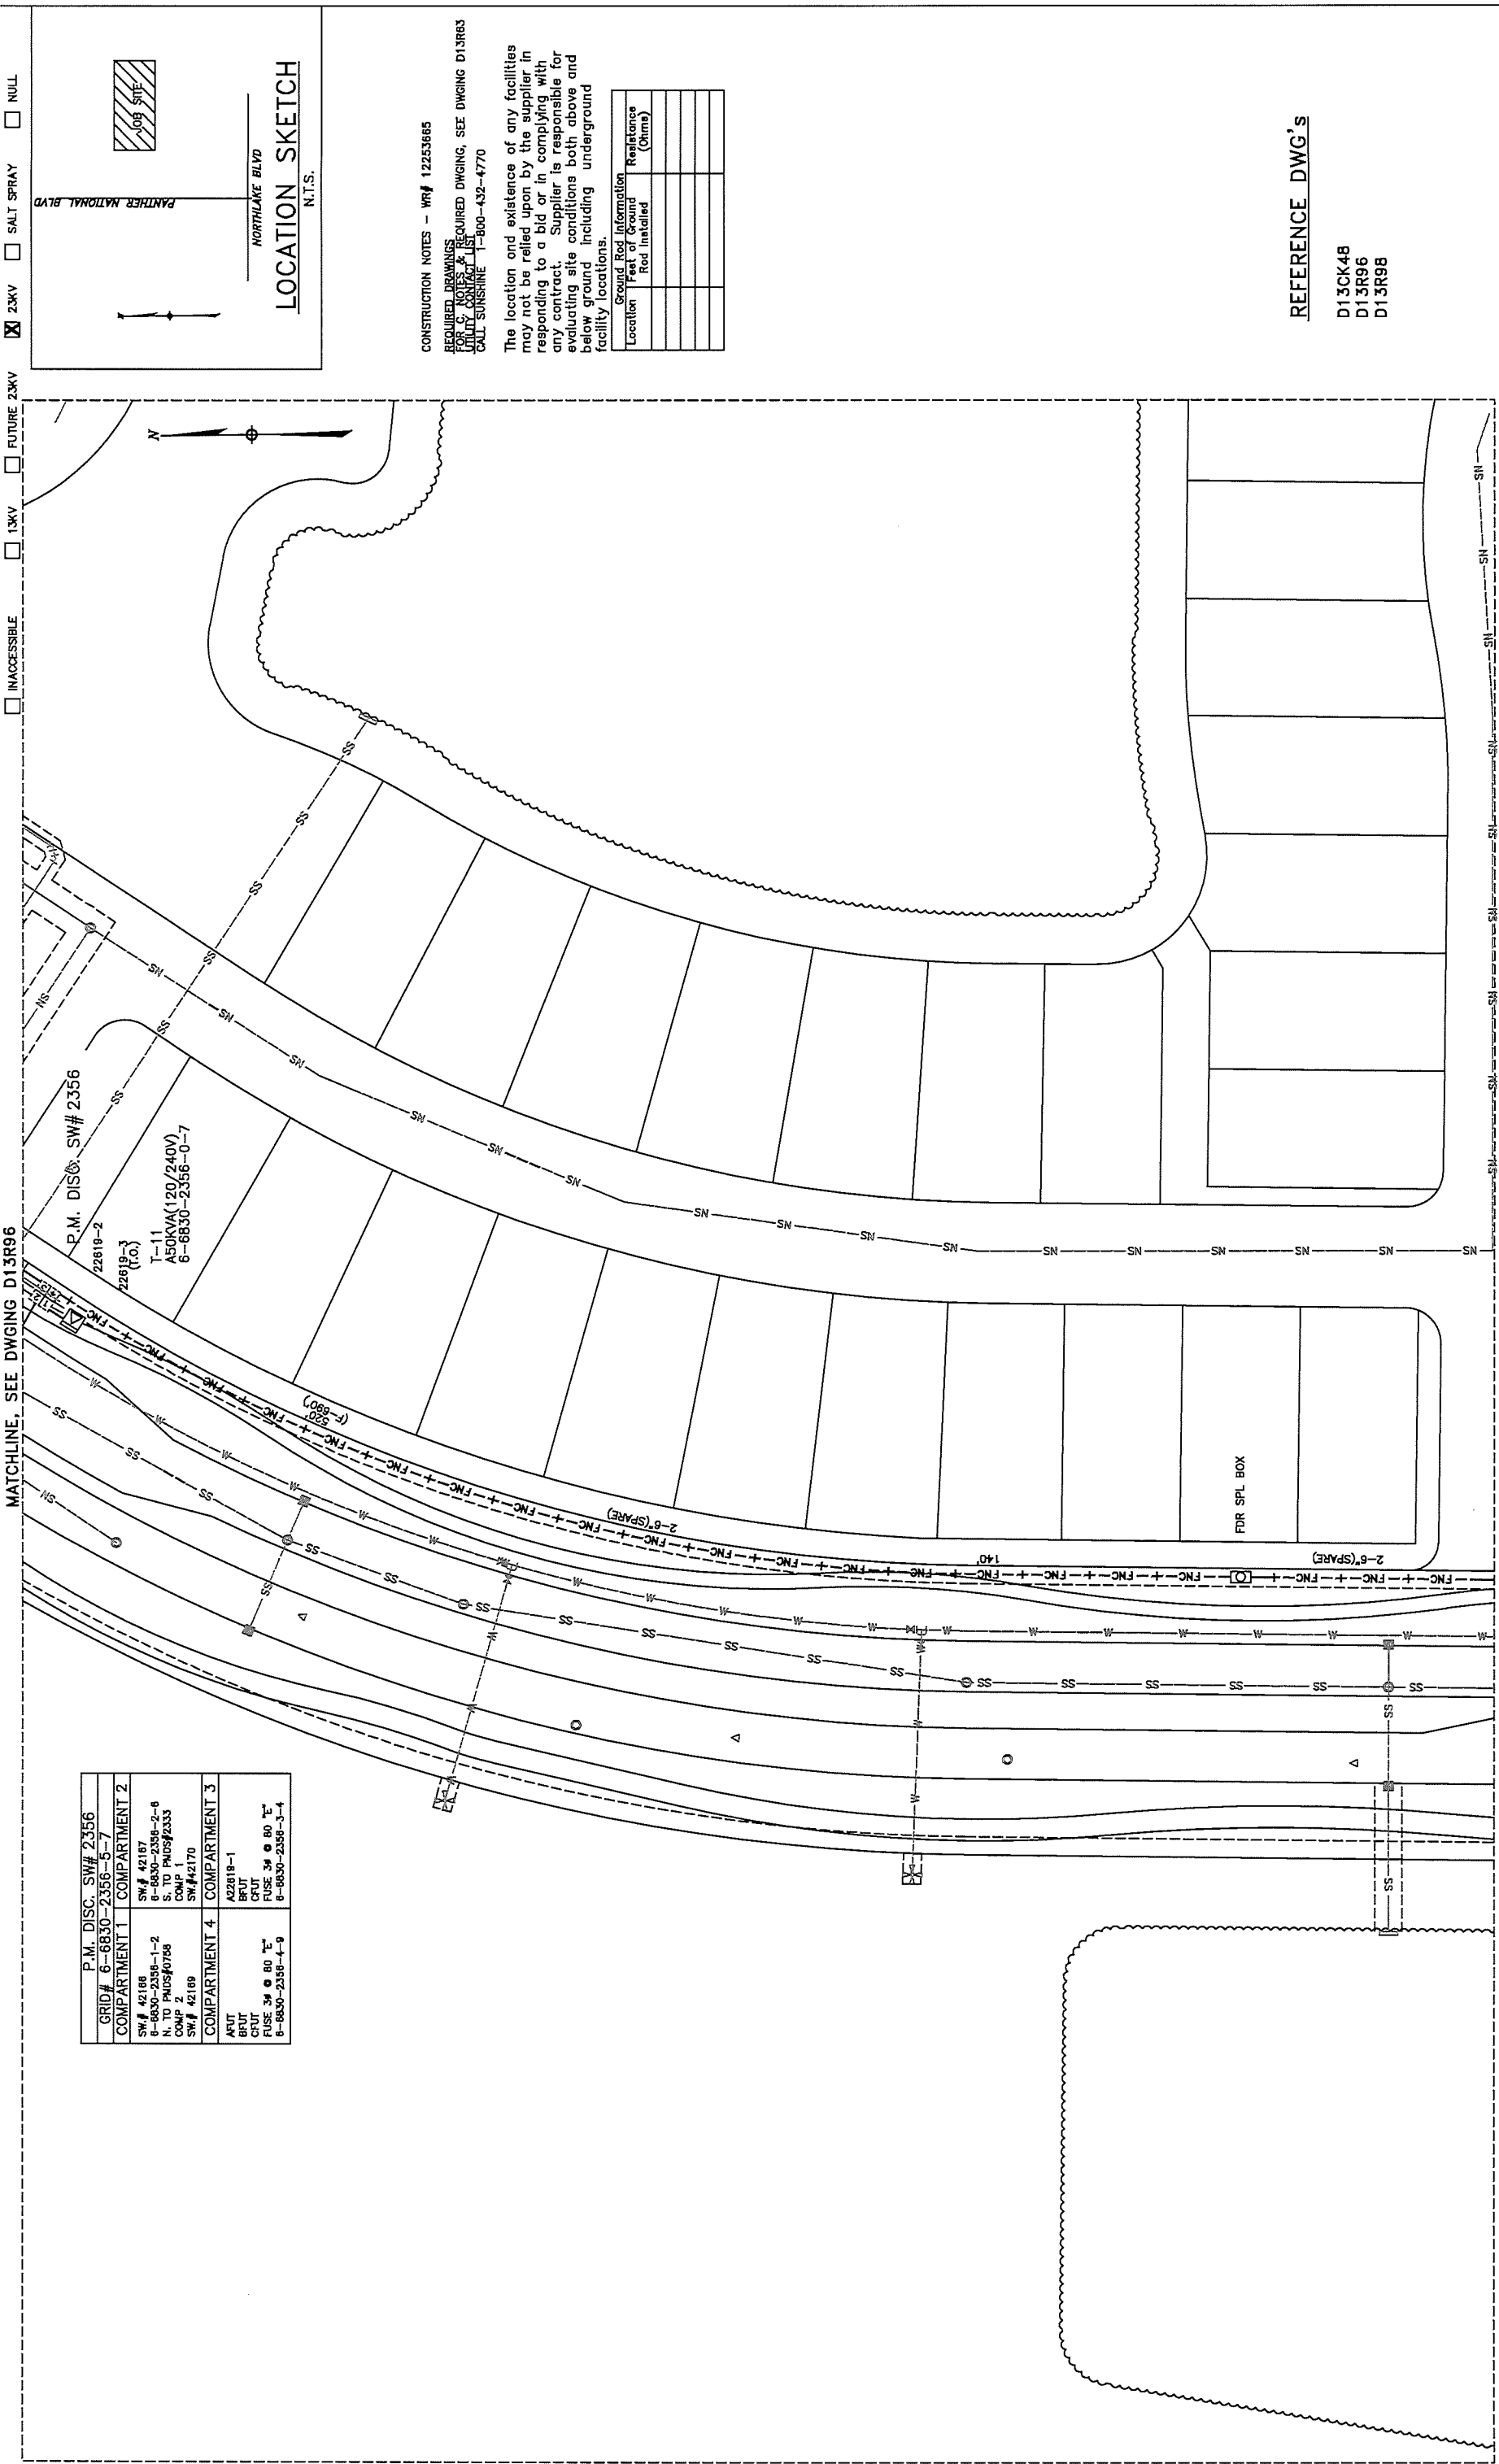 INACCESSIBLE
13KV
FUTURE 23KV
23KV
SALT SPRAY
NULL
MATCHLINE, SEE DWGING D13R96
JOB SITE
PANTHER NATIONAL BLVD
NORTHLAKE BLVD
LOCATION SKETCH
N.T.S.
CONSTRUCTION NOTES - WR# 12253665
REQUIRED DRAWINGS
FOR C. NOTES & REQUIRED DWGING, SEE DWGING D13R63
UTILITY CONTACT LIST
CALL SUNSHINE 1-800-432-4770
The location and existence of any facilities
may not be relied upon by the supplier in
responding to a bid or in complying with
any contract. Supplier is responsible for
evaluating site conditions both above and
below ground including underground
facility locations.
Ground Rod Information
Location
Feet of Ground
Rod Installed
Resistance
(Ohms)
REFERENCE DWG's
D13CK48
D13R96
D13R98
N
P.M. DISC. SW# 2356
22619-2
22619-3
(T.O.)
T-11
A50KVA(120/240V)
6-6830-2356-0-7
520'
(F-690')
2-6"(SPARE)
140'
FDR SPL BOX
2-6"(SPARE)
P.M. DISC. SW# 2356
GRID# 6-6830-2356-5-7
COMPARTMENT 1
COMPARTMENT 2
SW.# 42166
6-6830-2356-1-2
N. TO PMDS#0758
COMP 2
SW.# 42169
SW.# 42167
6-6830-2356-2-6
S. TO PMDS#2333
COMP 1
SW.#42170
COMPARTMENT 4
COMPARTMENT 3
AFUT
BFUT
CFUT
FUSE 3ø @ 80 "E"
6-6830-2356-4-9
A22619-1
BFUT
CFUT
FUSE 3ø @ 80 "E"
6-6830-2356-3-4